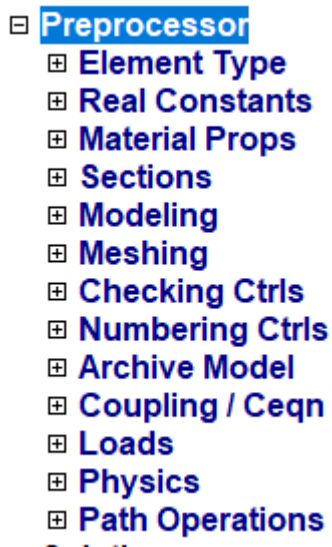 Preprocessor
Element Type
Real Constants
Material Props
Sections
Modeling
Meshing
Checking Ctrls
Numbering Ctrls
Archive Model
Coupling / Ceqn
Loads
Physics
Path Operations